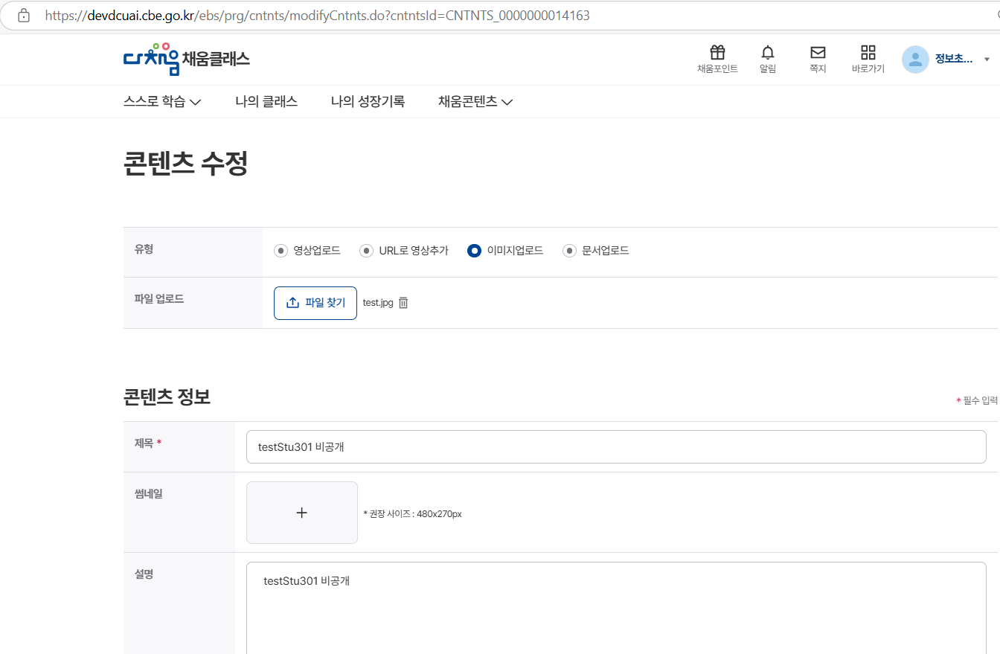 https://devdcuai.cbe.go.kr/ebs/prg/cntnts/modifyCntnts.do?cntntsId=CNTNTS_0000000014163
다채움 채움클래스
채움포인트 알림 쪽지 바로가기 정보초...
스스로 학습 나의 클래스 나의 성장기록 채움콘텐츠
콘텐츠 수정
유형 영상업로드 URL로 영상추가 이미지업로드 문서업로드
파일 업로드 파일 찾기 test.jpg
콘텐츠 정보
* 필수 입력
제목 * testStu301 비공개
썸네일 + * 권장 사이즈 : 480x270px
설명 testStu301 비공개